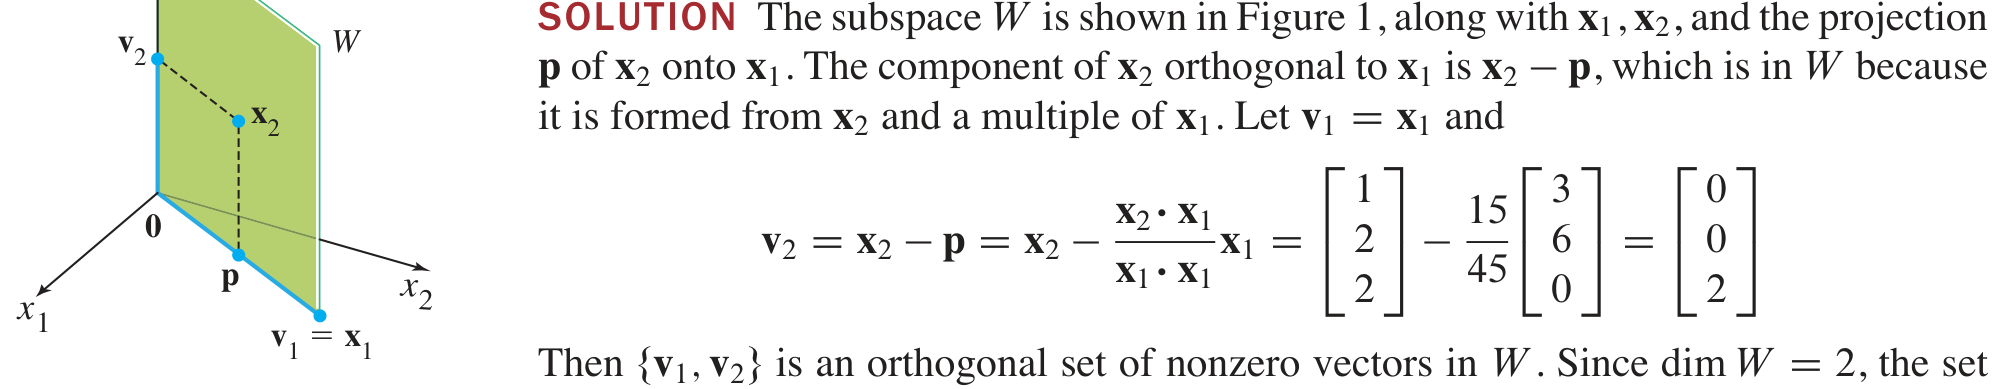 v₂
W
x₂
0
p
x₁
x₂
v₁ = x₁
SOLUTION The subspace W is shown in Figure 1, along with x₁, x₂, and the projection
p of x₂ onto x₁. The component of x₂ orthogonal to x₁ is x₂ − p, which is in W because
it is formed from x₂ and a multiple of x₁. Let v₁ = x₁ and
v₂ = x₂ − p = x₂ − (x₂ · x₁)/(x₁ · x₁) x₁ = [1 2 2] − 15/45 [3 6 0] = [0 0 2]
Then {v₁, v₂} is an orthogonal set of nonzero vectors in W. Since dim W = 2, the set